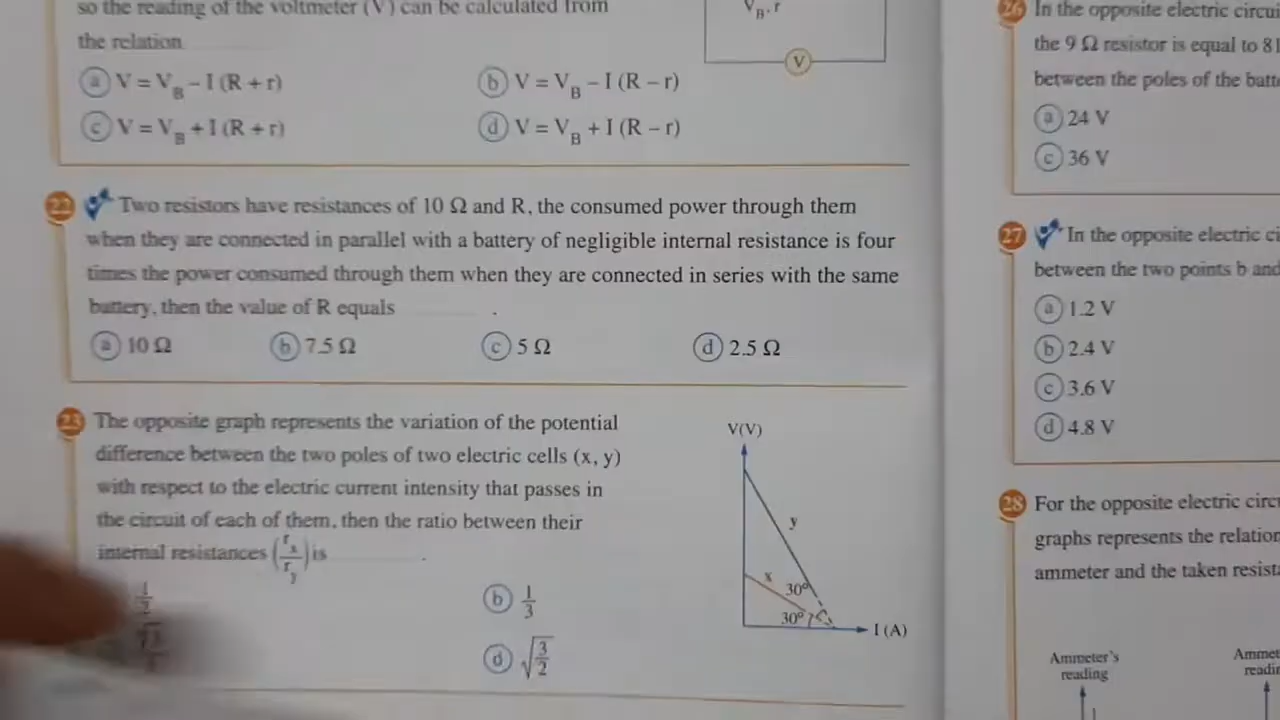 so the reading of the voltmeter (V) can be calculated from
the relation
a V = V_B – I (R + r)
b V = V_B – I (R – r)
c V = V_B + I (R + r)
d V = V_B + I (R – r)
V_B, r
V
22 Two resistors have resistances of 10 Ω and R, the consumed power through them
when they are connected in parallel with a battery of negligible internal resistance is four
times the power consumed through them when they are connected in series with the same
battery, then the value of R equals .
a 10 Ω
b 7.5 Ω
c 5 Ω
d 2.5 Ω
23 The opposite graph represents the variation of the potential
difference between the two poles of two electric cells (x, y)
with respect to the electric current intensity that passes in
the circuit of each of them, then the ratio between their
internal resistances (r_x/r_y) is .
1/2
b 1/3
d √(3/2)
V(V)
y
x
30°
30°
I (A)
26 In the opposite electric circui
the 9 Ω resistor is equal to 81
between the poles of the batte
a 24 V
c 36 V
27 In the opposite electric ci
between the two points b and
a 1.2 V
b 2.4 V
c 3.6 V
d 4.8 V
28 For the opposite electric circ
graphs represents the relation
ammeter and the taken resist
Ammeter's
reading
Ammet
readin